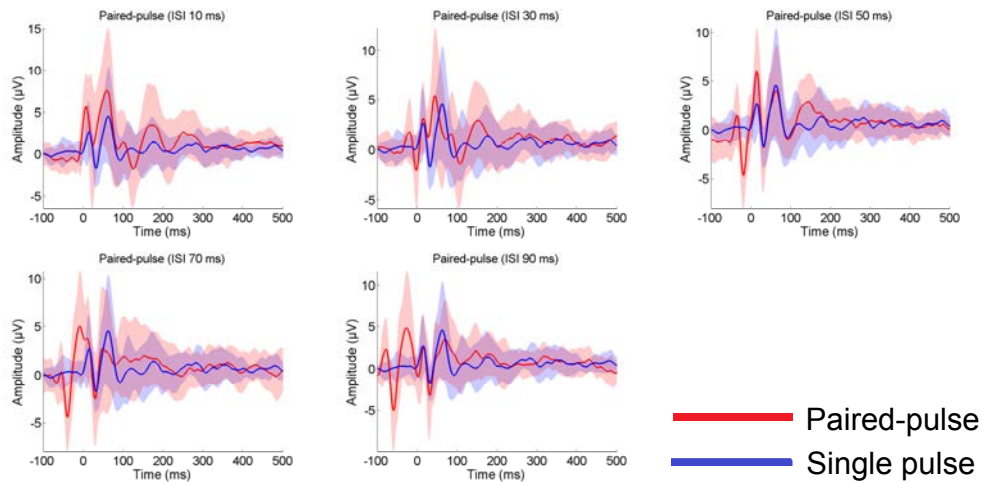 Paired-pulse (ISI 10 ms)
15
10
5
0
-5
Amplitude (µV)
-100 0 100 200 300 400 500
Time (ms)
Paired-pulse (ISI 30 ms)
10
5
0
-5
Amplitude (µV)
-100 0 100 200 300 400 500
Time (ms)
Paired-pulse (ISI 50 ms)
10
5
0
-5
Amplitude (µV)
-100 0 100 200 300 400 500
Time (ms)
Paired-pulse (ISI 70 ms)
10
5
0
-5
Amplitude (µV)
-100 0 100 200 300 400 500
Time (ms)
Paired-pulse (ISI 90 ms)
10
5
0
-5
Amplitude (µV)
-100 0 100 200 300 400 500
Time (ms)
Paired-pulse
Single pulse